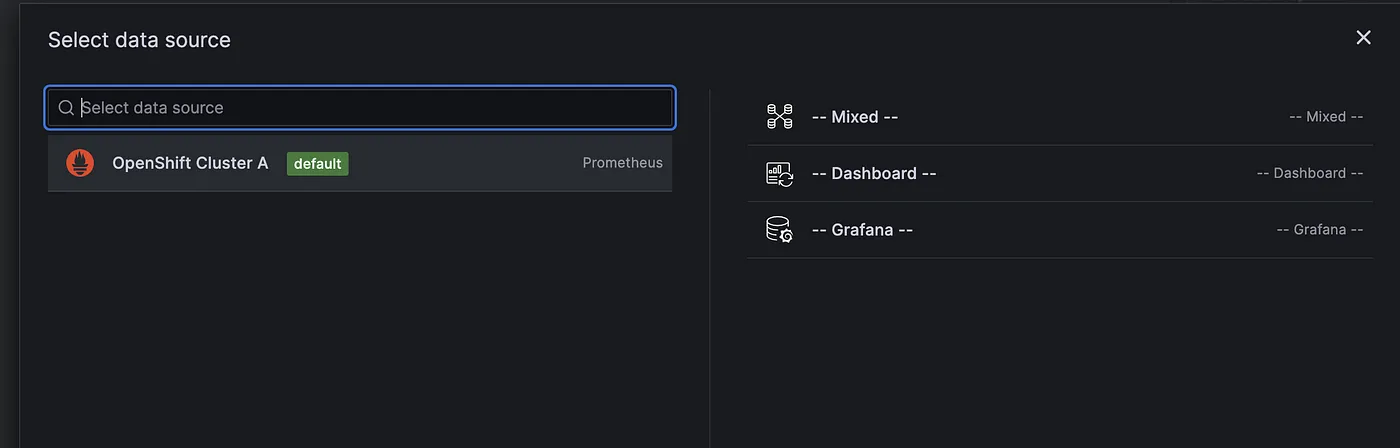 Select data source
Select data source
OpenShift Cluster A default Prometheus
-- Mixed -- -- Mixed --
-- Dashboard -- -- Dashboard --
-- Grafana -- -- Grafana --